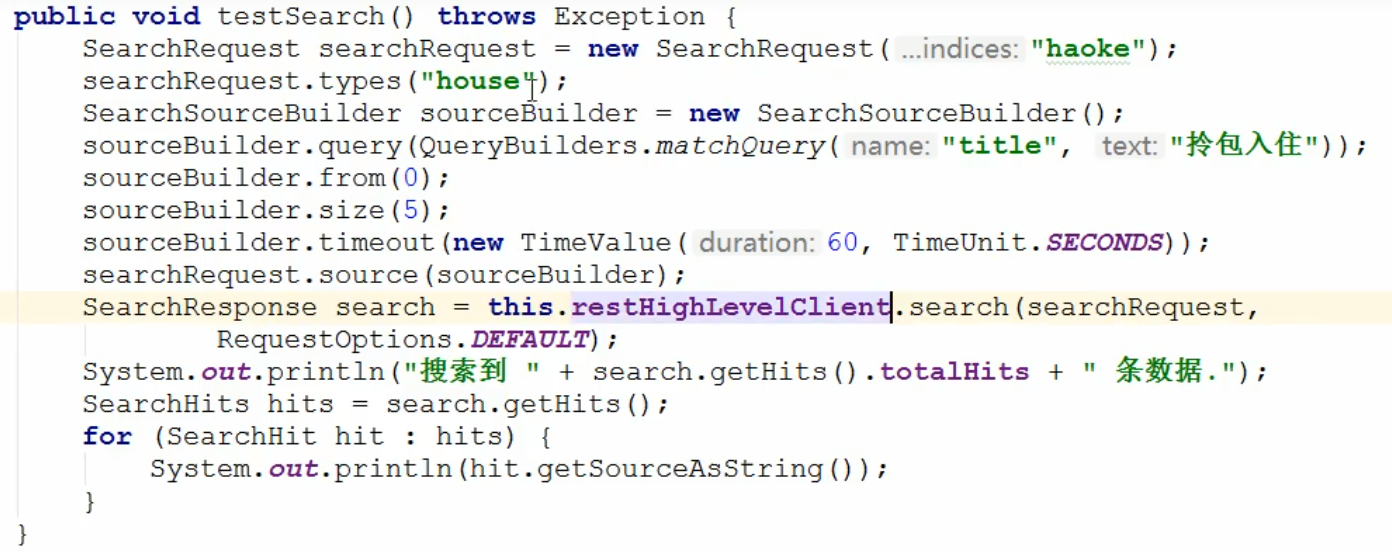 public void testSearch() throws Exception {
    SearchRequest searchRequest = new SearchRequest( ...indices: "haoke");
    searchRequest.types("house");
    SearchSourceBuilder sourceBuilder = new SearchSourceBuilder();
    sourceBuilder.query(QueryBuilders.matchQuery( name: "title", text: "拎包入住"));
    sourceBuilder.from(0);
    sourceBuilder.size(5);
    sourceBuilder.timeout(new TimeValue( duration: 60, TimeUnit.SECONDS));
    searchRequest.source(sourceBuilder);
    SearchResponse search = this.restHighLevelClient.search(searchRequest,
            RequestOptions.DEFAULT);
    System.out.println("搜索到 " + search.getHits().totalHits + " 条数据.");
    SearchHits hits = search.getHits();
    for (SearchHit hit : hits) {
        System.out.println(hit.getSourceAsString());
    }
}